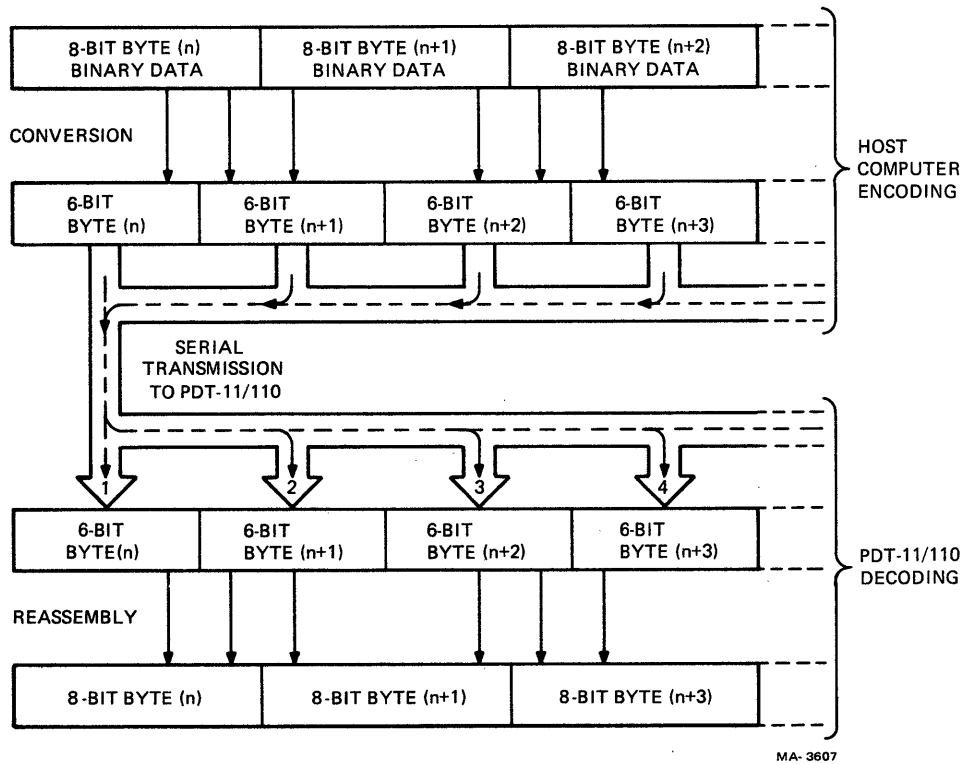 8-BIT BYTE (n)
BINARY DATA
8-BIT BYTE (n+1)
BINARY DATA
8-BIT BYTE (n+2)
BINARY DATA
CONVERSION
HOST
COMPUTER
ENCODING
6-BIT
BYTE (n)
6-BIT
BYTE (n+1)
6-BIT
BYTE (n+2)
6-BIT
BYTE (n+3)
SERIAL
TRANSMISSION
TO PDT-11/110
1
2
3
4
6-BIT
BYTE(n)
6-BIT
BYTE (n+1)
6-BIT
BYTE (n+2)
6-BIT
BYTE (n+3)
PDT-11/110
DECODING
REASSEMBLY
8-BIT BYTE (n)
8-BIT BYTE (n+1)
8-BIT BYTE (n+3)
MA-3607